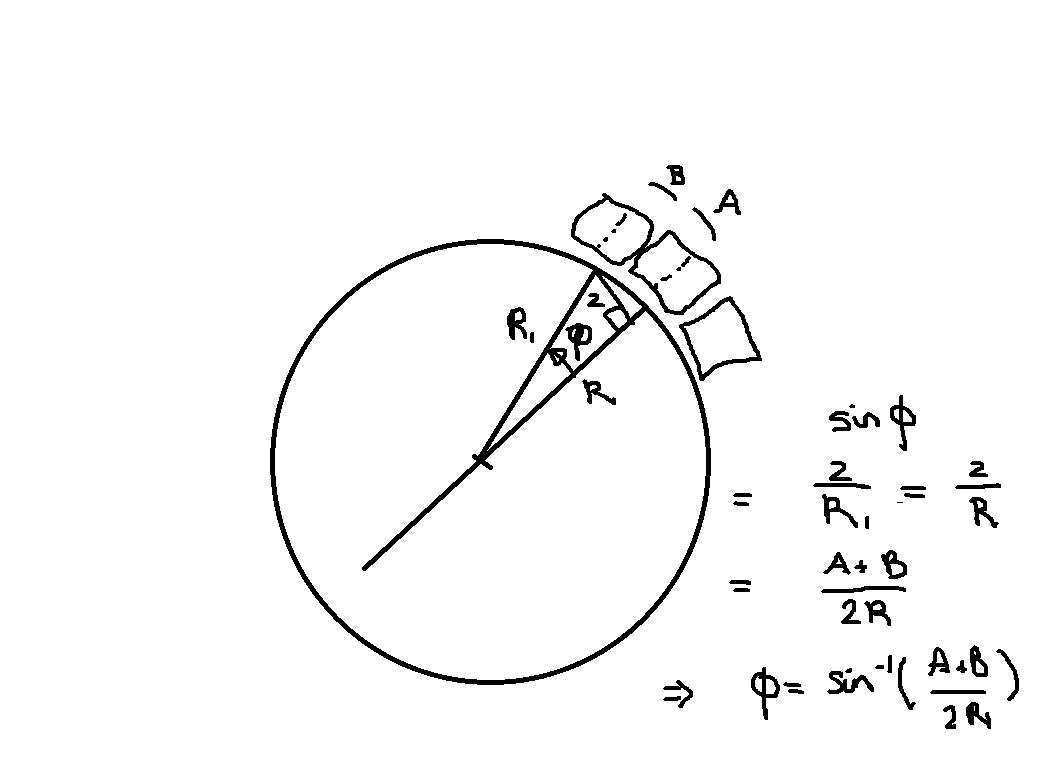 B
A
R₁
2
φ
R
sin φ
= 2/R₁ = 2/R
= A+B/2R
⇒ φ = sin⁻¹(A+B/2R₁)